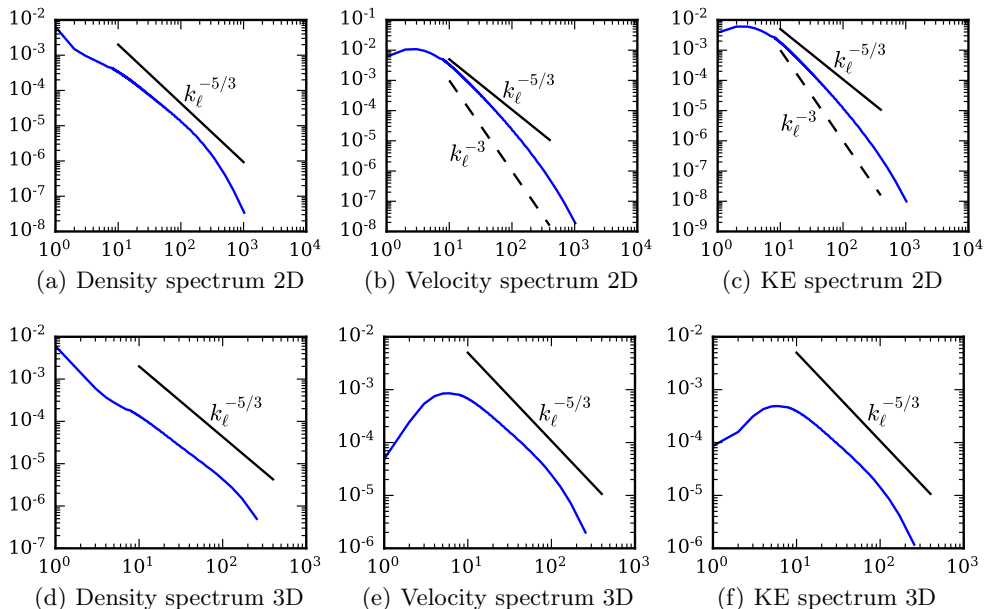 10^{-2}
10^{-3}
10^{-4}
10^{-5}
10^{-6}
10^{-7}
10^{-8}
10^0 10^1 10^2 10^3 10^4
k_ℓ^{-5/3}
(a) Density spectrum 2D
10^0
10^{-1}
10^{-2}
10^{-3}
10^{-4}
10^{-5}
10^{-6}
10^{-7}
10^{-8}
10^0 10^1 10^2 10^3 10^4
k_ℓ^{-5/3}
k_ℓ^{-3}
(b) Velocity spectrum 2D
10^{-2}
10^{-3}
10^{-4}
10^{-5}
10^{-6}
10^{-7}
10^{-8}
10^{-9}
10^0 10^1 10^2 10^3 10^4
k_ℓ^{-5/3}
k_ℓ^{-3}
(c) KE spectrum 2D
10^{-2}
10^{-3}
10^{-4}
10^{-5}
10^{-6}
10^{-7}
10^0 10^1 10^2 10^3
k_ℓ^{-5/3}
(d) Density spectrum 3D
10^{-2}
10^{-3}
10^{-4}
10^{-5}
10^{-6}
10^0 10^1 10^2 10^3
k_ℓ^{-5/3}
(e) Velocity spectrum 3D
10^{-2}
10^{-3}
10^{-4}
10^{-5}
10^{-6}
10^0 10^1 10^2 10^3
k_ℓ^{-5/3}
(f) KE spectrum 3D